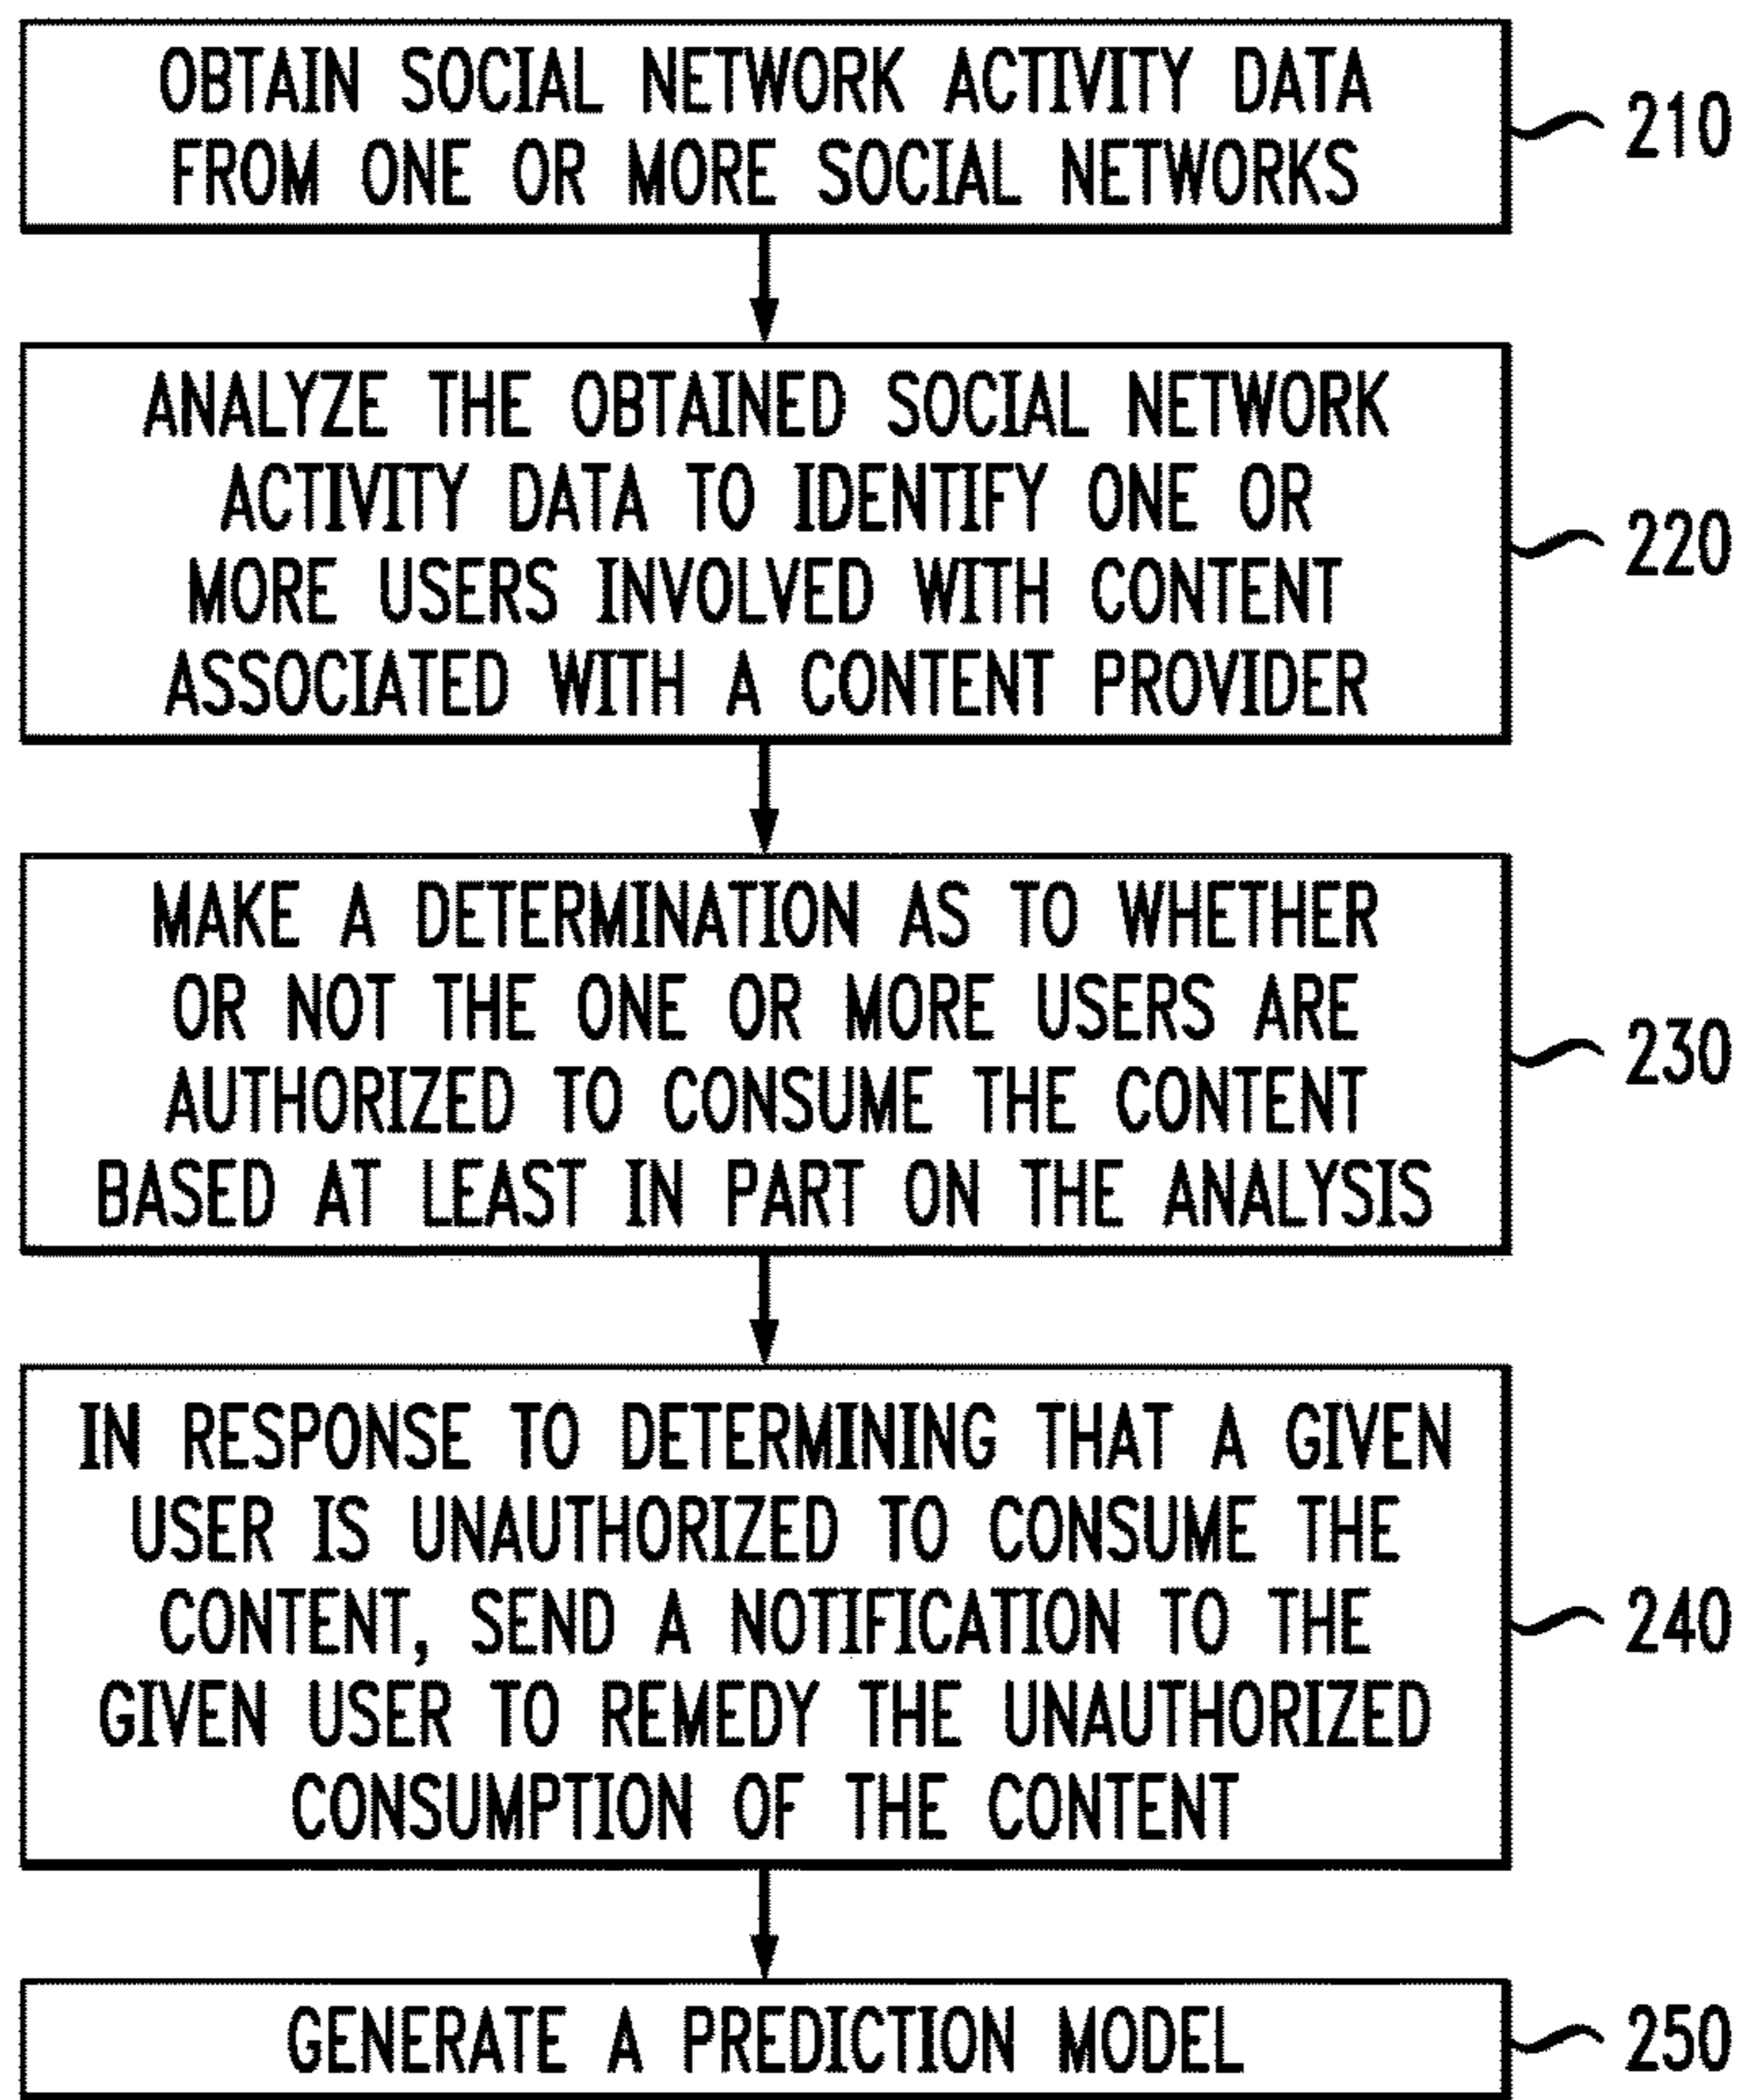 OBTAIN SOCIAL NETWORK ACTIVITY DATA
FROM ONE OR MORE SOCIAL NETWORKS
210
ANALYZE THE OBTAINED SOCIAL NETWORK
ACTIVITY DATA TO IDENTIFY ONE OR
MORE USERS INVOLVED WITH CONTENT
ASSOCIATED WITH A CONTENT PROVIDER
220
MAKE A DETERMINATION AS TO WHETHER
OR NOT THE ONE OR MORE USERS ARE
AUTHORIZED TO CONSUME THE CONTENT
BASED AT LEAST IN PART ON THE ANALYSIS
230
IN RESPONSE TO DETERMINING THAT A GIVEN
USER IS UNAUTHORIZED TO CONSUME THE
CONTENT, SEND A NOTIFICATION TO THE
GIVEN USER TO REMEDY THE UNAUTHORIZED
CONSUMPTION OF THE CONTENT
240
GENERATE A PREDICTION MODEL
250